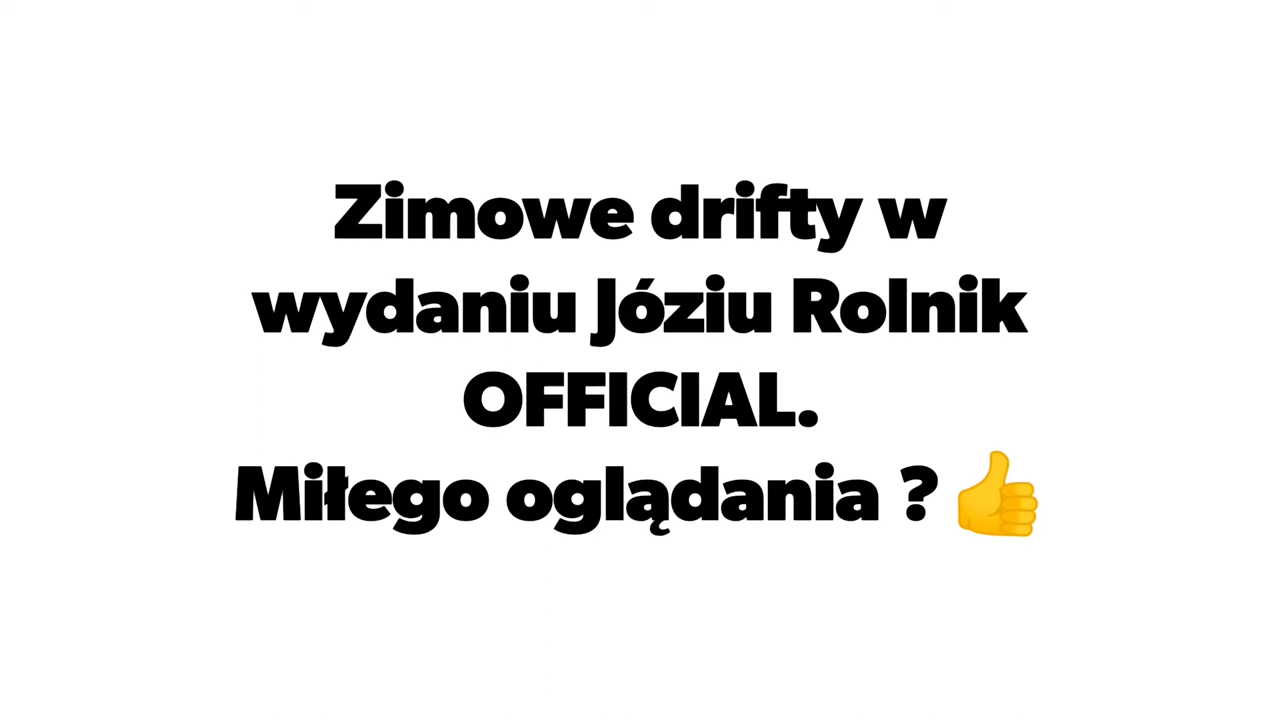 Zimowe drifty w
wydaniu Józiu Rolnik
OFFICIAL.
Miłego oglądania ? 👍